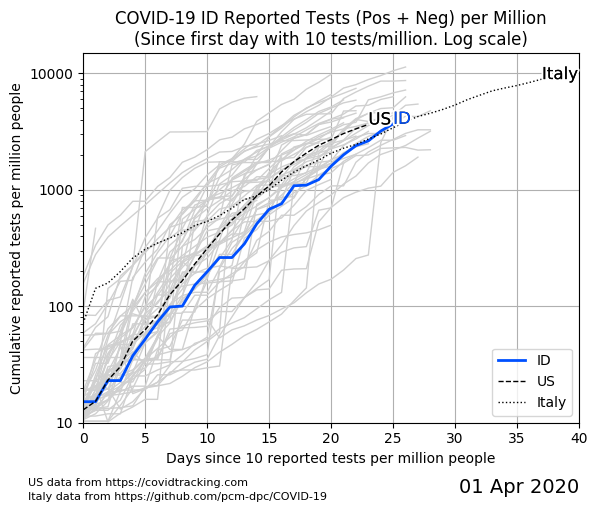 COVID-19 ID Reported Tests (Pos + Neg) per Million
(Since first day with 10 tests/million. Log scale)
Cumulative reported tests per million people
10000
1000
100
10
Italy
US
ID
ID
US
Italy
0
5
10
15
20
25
30
35
40
Days since 10 reported tests per million people
US data from https://covidtracking.com
Italy data from https://github.com/pcm-dpc/COVID-19
01 Apr 2020